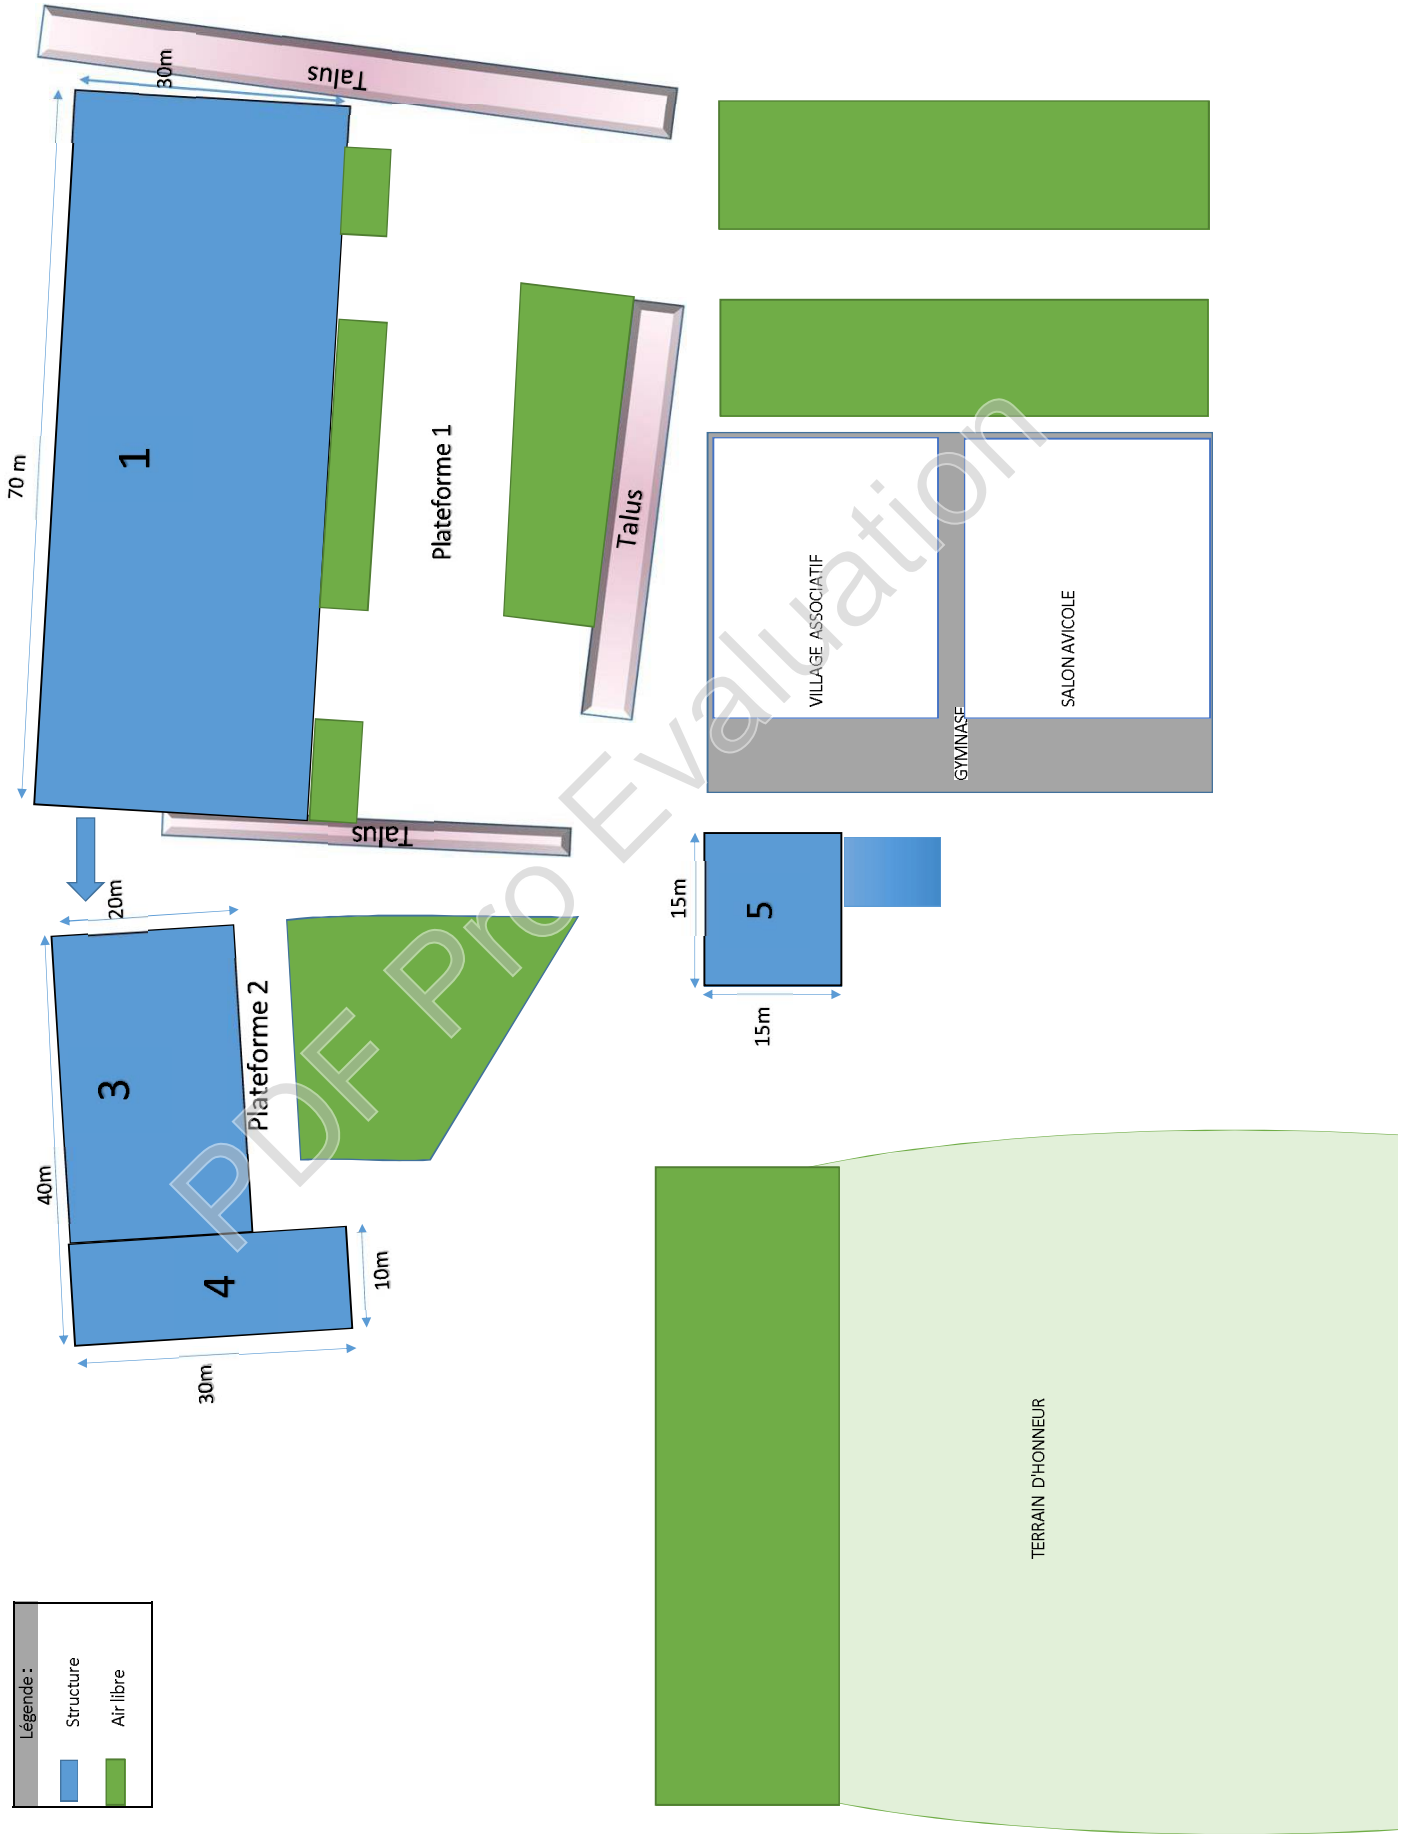 Légende :
Structure
Air libre
30m
40m
20m
70 m
30m
4
3
1
10m
Plateforme 2
Plateforme 1
Talus
Talus
Talus
15m
15m
5
GYMNASE
VILLAGE ASSOCIATIF
SALON AVICOLE
TERRAIN D'HONNEUR
PDF Pro Evaluation